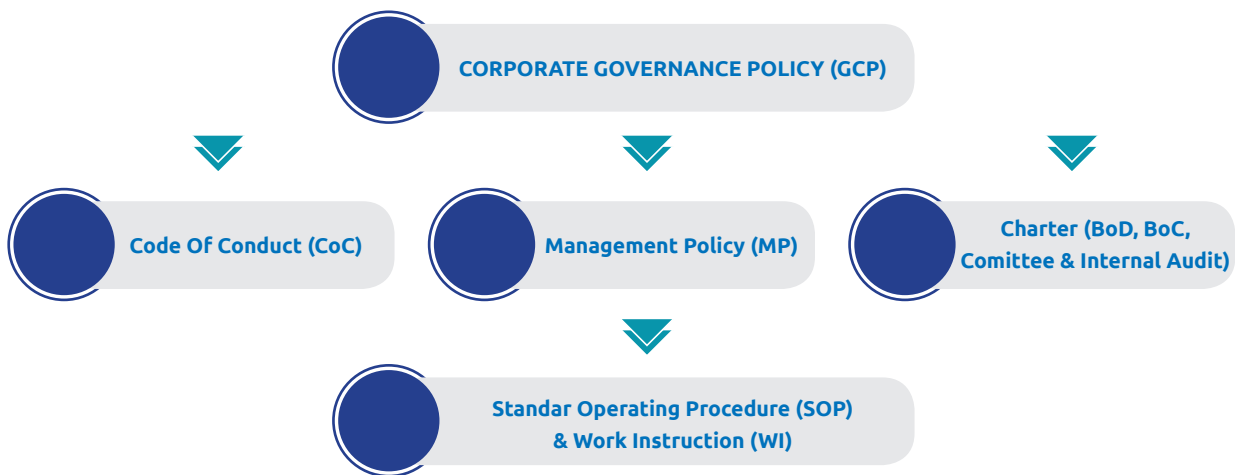 CORPORATE GOVERNANCE POLICY (GCP)
Code Of Conduct (CoC)
Management Policy (MP)
Charter (BoD, BoC,
Comittee & Internal Audit)
Standar Operating Procedure (SOP)
& Work Instruction (WI)